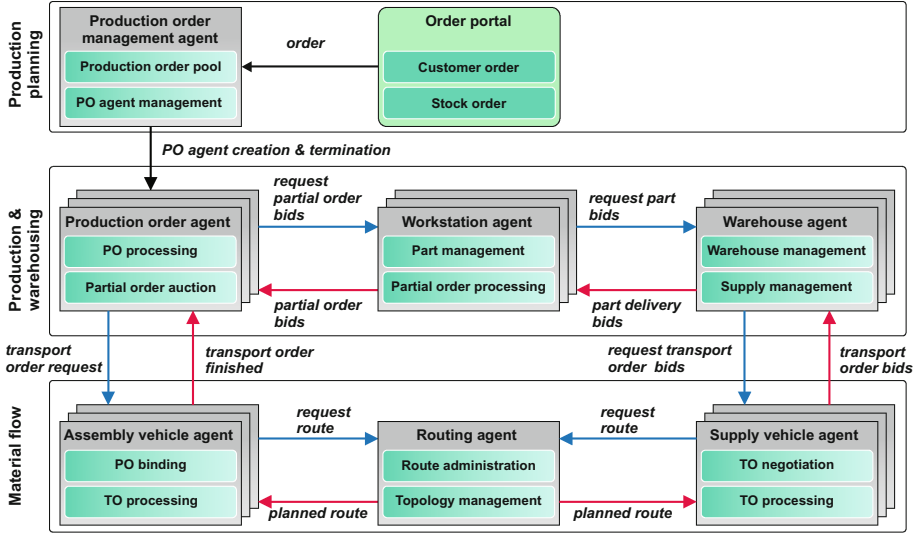 Production
planning
Production order
management agent
Production order pool
PO agent management
order
Order portal
Customer order
Stock order
PO agent creation & termination
Production &
warehousing
Production order agent
PO processing
Partial order auction
request
partial order
bids
partial order
bids
Workstation agent
Part management
Partial order processing
request part
bids
part delivery
bids
Warehouse agent
Warehouse management
Supply management
transport
order request
transport order
finished
request transport
order bids
transport
order bids
Material flow
Assembly vehicle agent
PO binding
TO processing
request
route
planned route
Routing agent
Route administration
Topology management
request
route
planned route
Supply vehicle agent
TO negotiation
TO processing